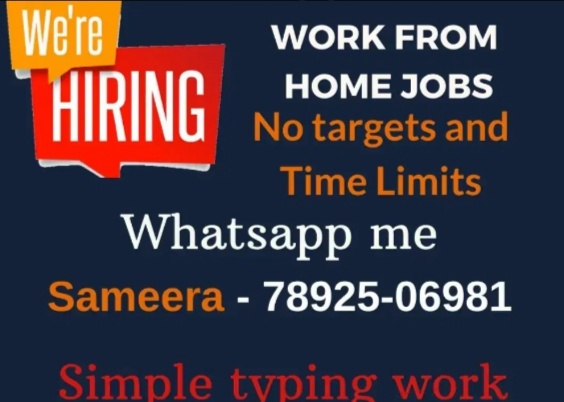 We're
HIRING
WORK FROM
HOME JOBS
No targets and
Time Limits
Whatsapp me
Sameera - 78925-06981
Simple typing work